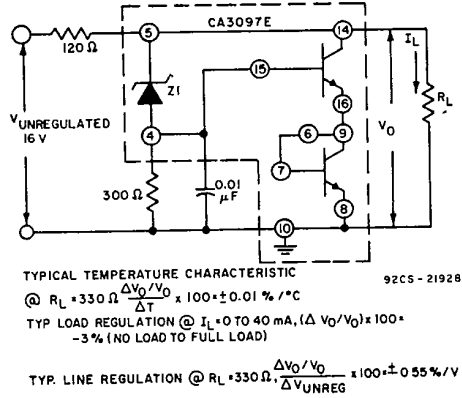 CA3097E
5
14
120 Ω
I_L
Z1
15
R_L
16
V_UNREGULATED
16 V
4
6
9
V_O
300 Ω
0.01
μF
7
8
10
TYPICAL TEMPERATURE CHARACTERISTIC
92CS-21928
@ R_L = 330 Ω (ΔV_O/V_O)/ΔT x 100 = ± 0.01 %/°C
TYP LOAD REGULATION @ I_L = 0 TO 40 mA, (Δ V_O/V_O) x 100 =
-3% (NO LOAD TO FULL LOAD)
TYP. LINE REGULATION @ R_L = 330 Ω, (ΔV_O/V_O)/ΔV_UNREG x 100 = ± 0.55 %/V